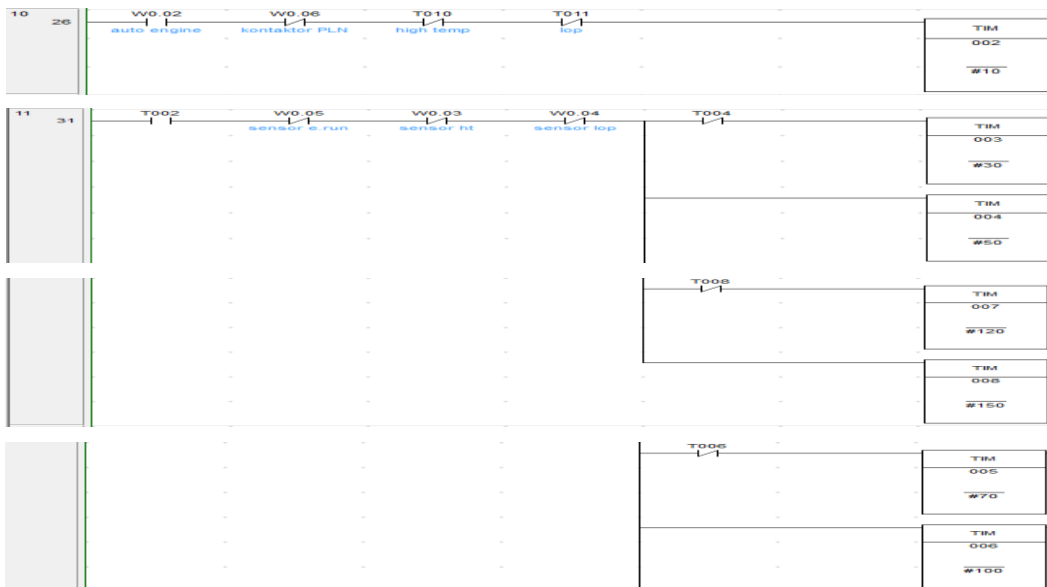 10
26
W0.02 W0.06 T010 T011
auto engine kontaktor PLN high temp lop
TIM
002
#10
11
31
T002 W0.05 W0.03 W0.04 T004
sensor e.run sensor ht sensor lop
TIM
003
#30
TIM
004
#50
T008
TIM
007
#120
TIM
008
#150
T006
TIM
005
#70
TIM
006
#100